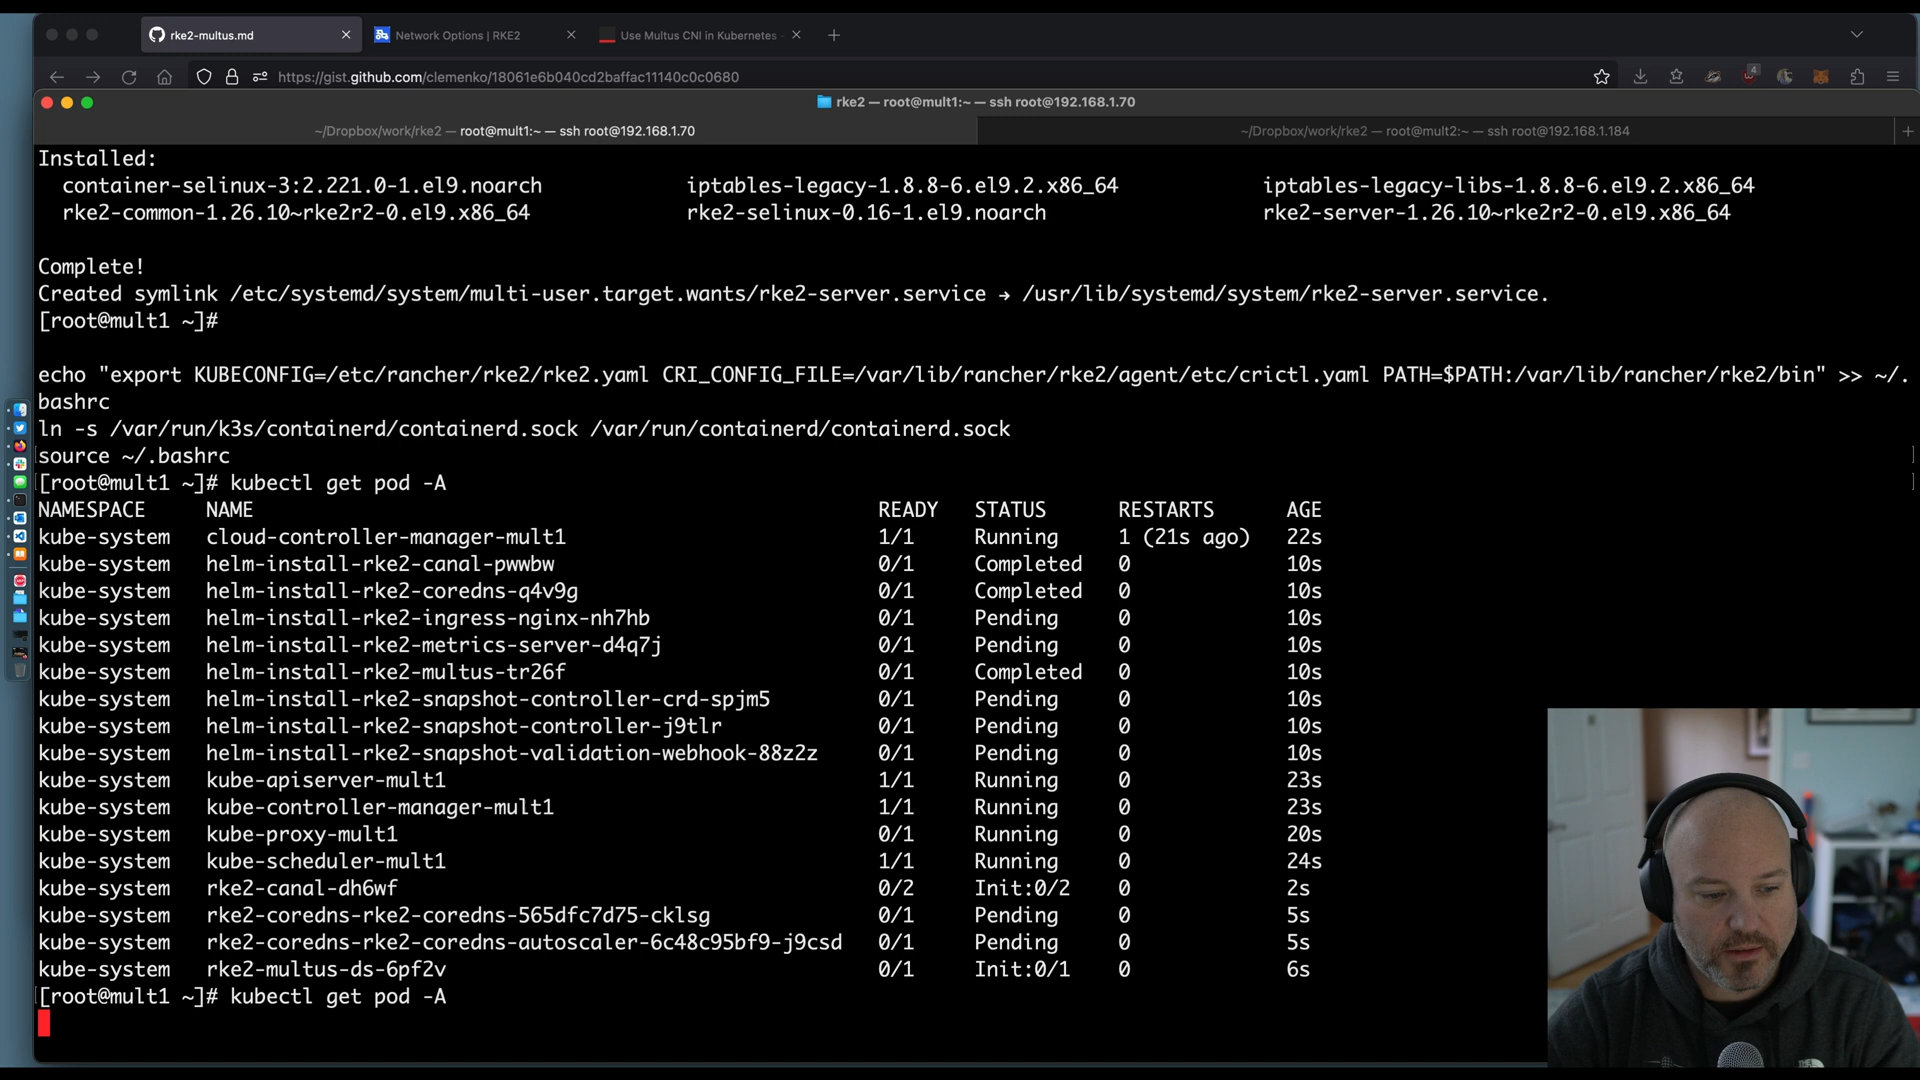 rke2-multus.md
Network Options | RKE2
Use Multus CNI in Kubernetes -
https://gist.github.com/clemenko/18061e6b040cd2baffac11140c0c0680
4
rke2 — root@mult1:~ — ssh root@192.168.1.70
~/Dropbox/work/rke2 — root@mult1:~ — ssh root@192.168.1.70
~/Dropbox/work/rke2 — root@mult2:~ — ssh root@192.168.1.184
Installed:
container-selinux-3:2.221.0-1.el9.noarch iptables-legacy-1.8.8-6.el9.2.x86_64 iptables-legacy-libs-1.8.8-6.el9.2.x86_64
rke2-common-1.26.10~rke2r2-0.el9.x86_64 rke2-selinux-0.16-1.el9.noarch rke2-server-1.26.10~rke2r2-0.el9.x86_64
Complete!
Created symlink /etc/systemd/system/multi-user.target.wants/rke2-server.service → /usr/lib/systemd/system/rke2-server.service.
[root@mult1 ~]#
echo "export KUBECONFIG=/etc/rancher/rke2/rke2.yaml CRI_CONFIG_FILE=/var/lib/rancher/rke2/agent/etc/crictl.yaml PATH=$PATH:/var/lib/rancher/rke2/bin" >> ~/.
bashrc
ln -s /var/run/k3s/containerd/containerd.sock /var/run/containerd/containerd.sock
source ~/.bashrc
[root@mult1 ~]# kubectl get pod -A
NAMESPACE NAME READY STATUS RESTARTS AGE
kube-system cloud-controller-manager-mult1 1/1 Running 1 (21s ago) 22s
kube-system helm-install-rke2-canal-pwwbw 0/1 Completed 0 10s
kube-system helm-install-rke2-coredns-q4v9g 0/1 Completed 0 10s
kube-system helm-install-rke2-ingress-nginx-nh7hb 0/1 Pending 0 10s
kube-system helm-install-rke2-metrics-server-d4q7j 0/1 Pending 0 10s
kube-system helm-install-rke2-multus-tr26f 0/1 Completed 0 10s
kube-system helm-install-rke2-snapshot-controller-crd-spjm5 0/1 Pending 0 10s
kube-system helm-install-rke2-snapshot-controller-j9tlr 0/1 Pending 0 10s
kube-system helm-install-rke2-snapshot-validation-webhook-88z2z 0/1 Pending 0 10s
kube-system kube-apiserver-mult1 1/1 Running 0 23s
kube-system kube-controller-manager-mult1 1/1 Running 0 23s
kube-system kube-proxy-mult1 0/1 Running 0 20s
kube-system kube-scheduler-mult1 1/1 Running 0 24s
kube-system rke2-canal-dh6wf 0/2 Init:0/2 0 2s
kube-system rke2-coredns-rke2-coredns-565dfc7d75-cklsg 0/1 Pending 0 5s
kube-system rke2-coredns-rke2-coredns-autoscaler-6c48c95bf9-j9csd 0/1 Pending 0 5s
kube-system rke2-multus-ds-6pf2v 0/1 Init:0/1 0 6s
[root@mult1 ~]# kubectl get pod -A